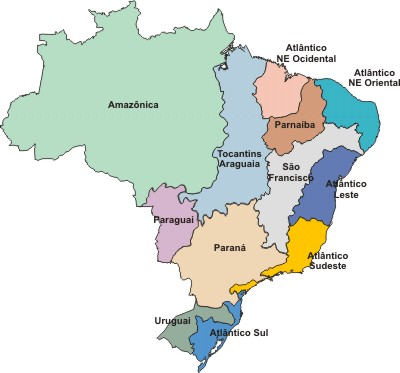 Atlântico
NE Ocidental
Atlântico
NE Oriental
Amazônica
Parnaíba
Tocantins
Araguaia
São
Francisco
Atlântico
Leste
Paraguai
Paraná
Atlântico
Sudeste
Uruguai
Atlântico Sul